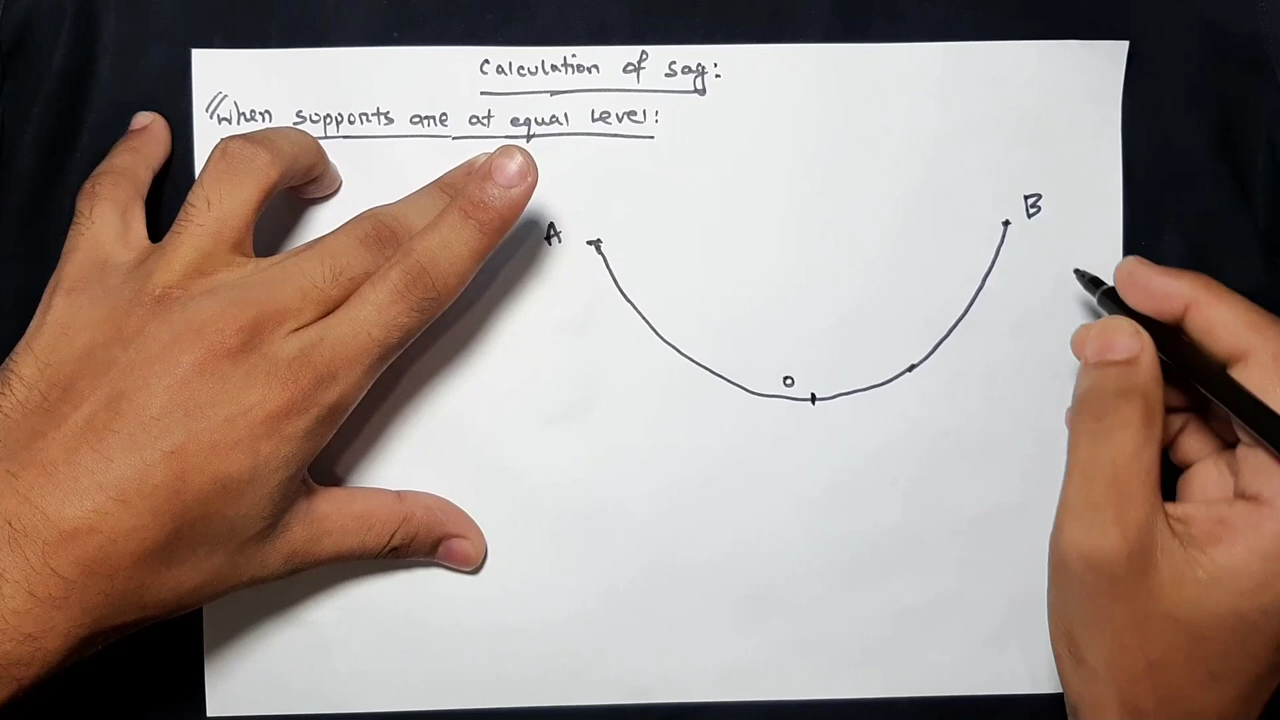 Calculation of sag:
When supports are at equal level:
A
B
O